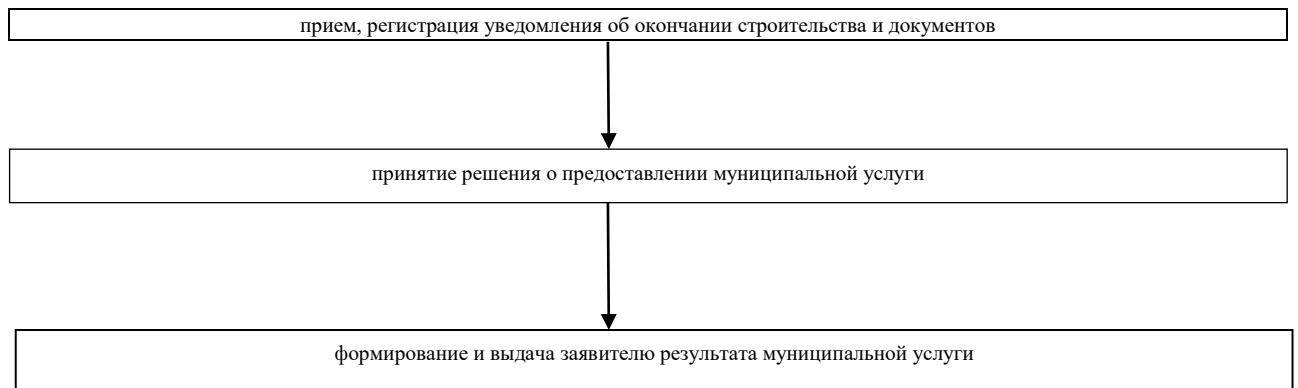 прием, регистрация уведомления об окончании строительства и документов
принятие решения о предоставлении муниципальной услуги
формирование и выдача заявителю результата муниципальной услуги